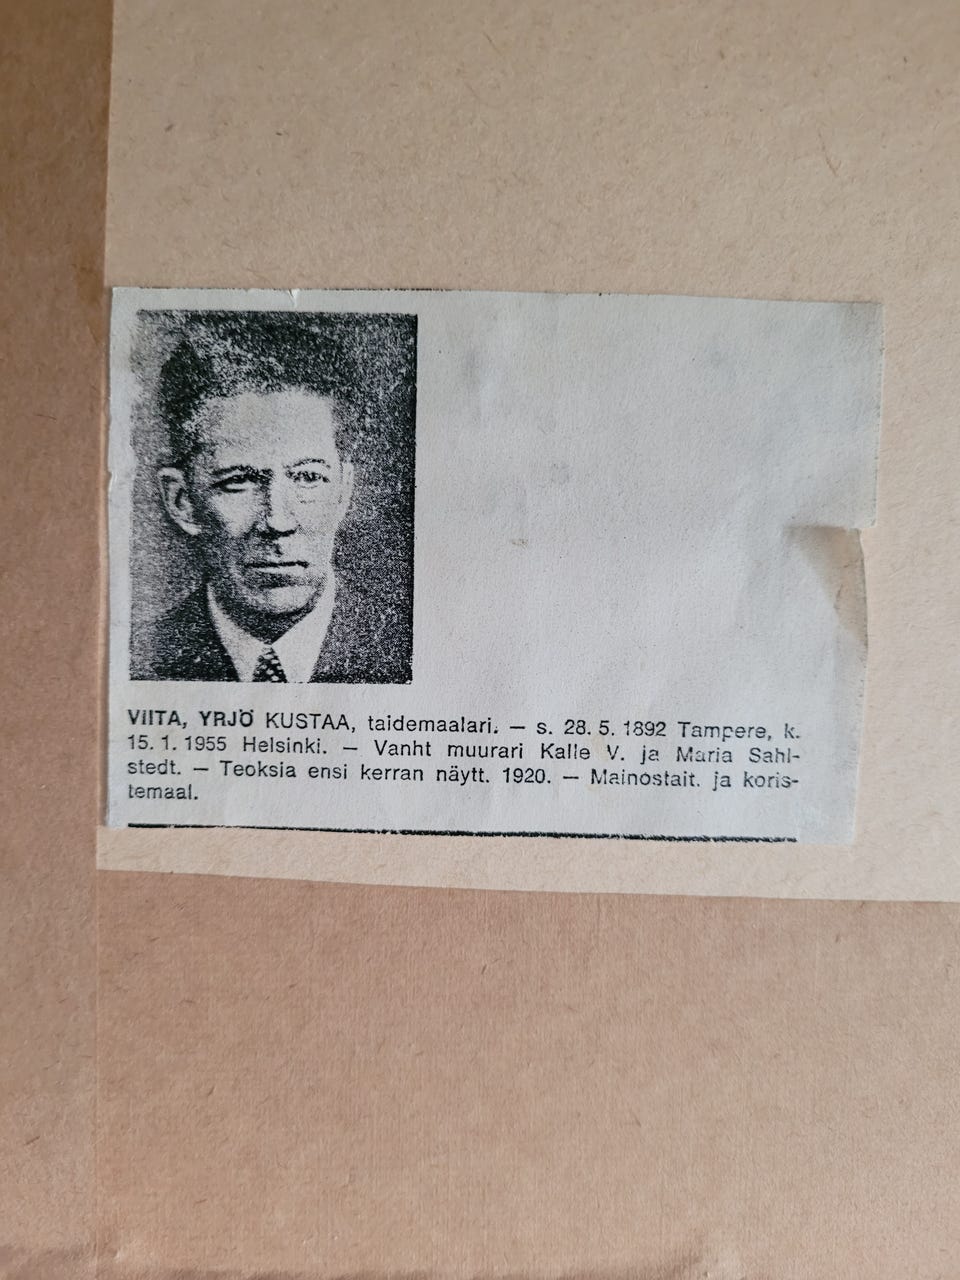 VIITA, YRJÖ KUSTAA, taidemaalari. — s. 28. 5. 1892 Tampere, k.
15. 1. 1955 Helsinki. — Vanht muurari Kalle V. ja Maria Sahl-
stedt. — Teoksia ensi kerran näytt. 1920. — Mainostait. ja koris-
temaal.